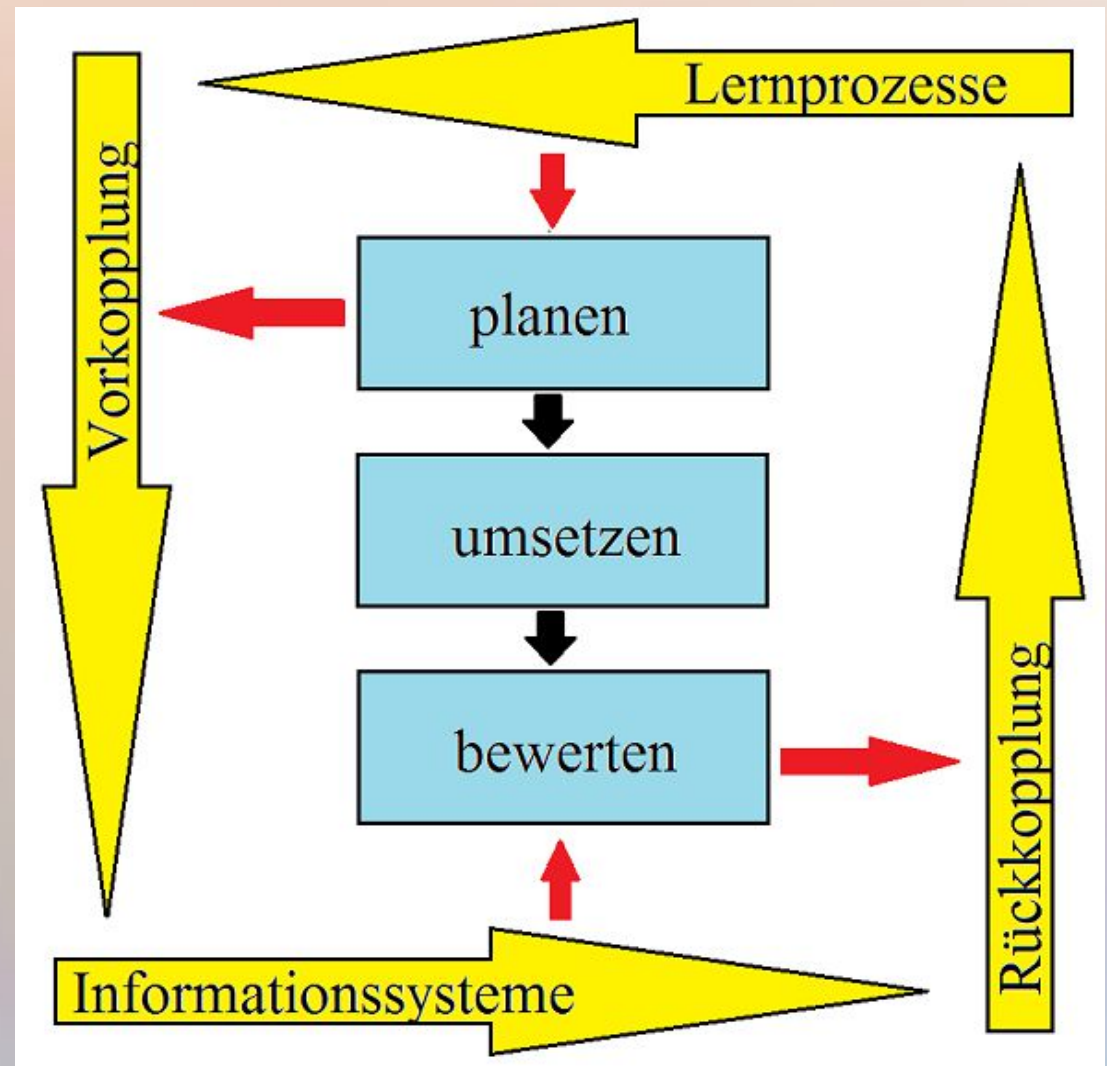 Lernprozesse
Vorkopplung
planen
umsetzen
bewerten
Rückkopplung
Informationssysteme